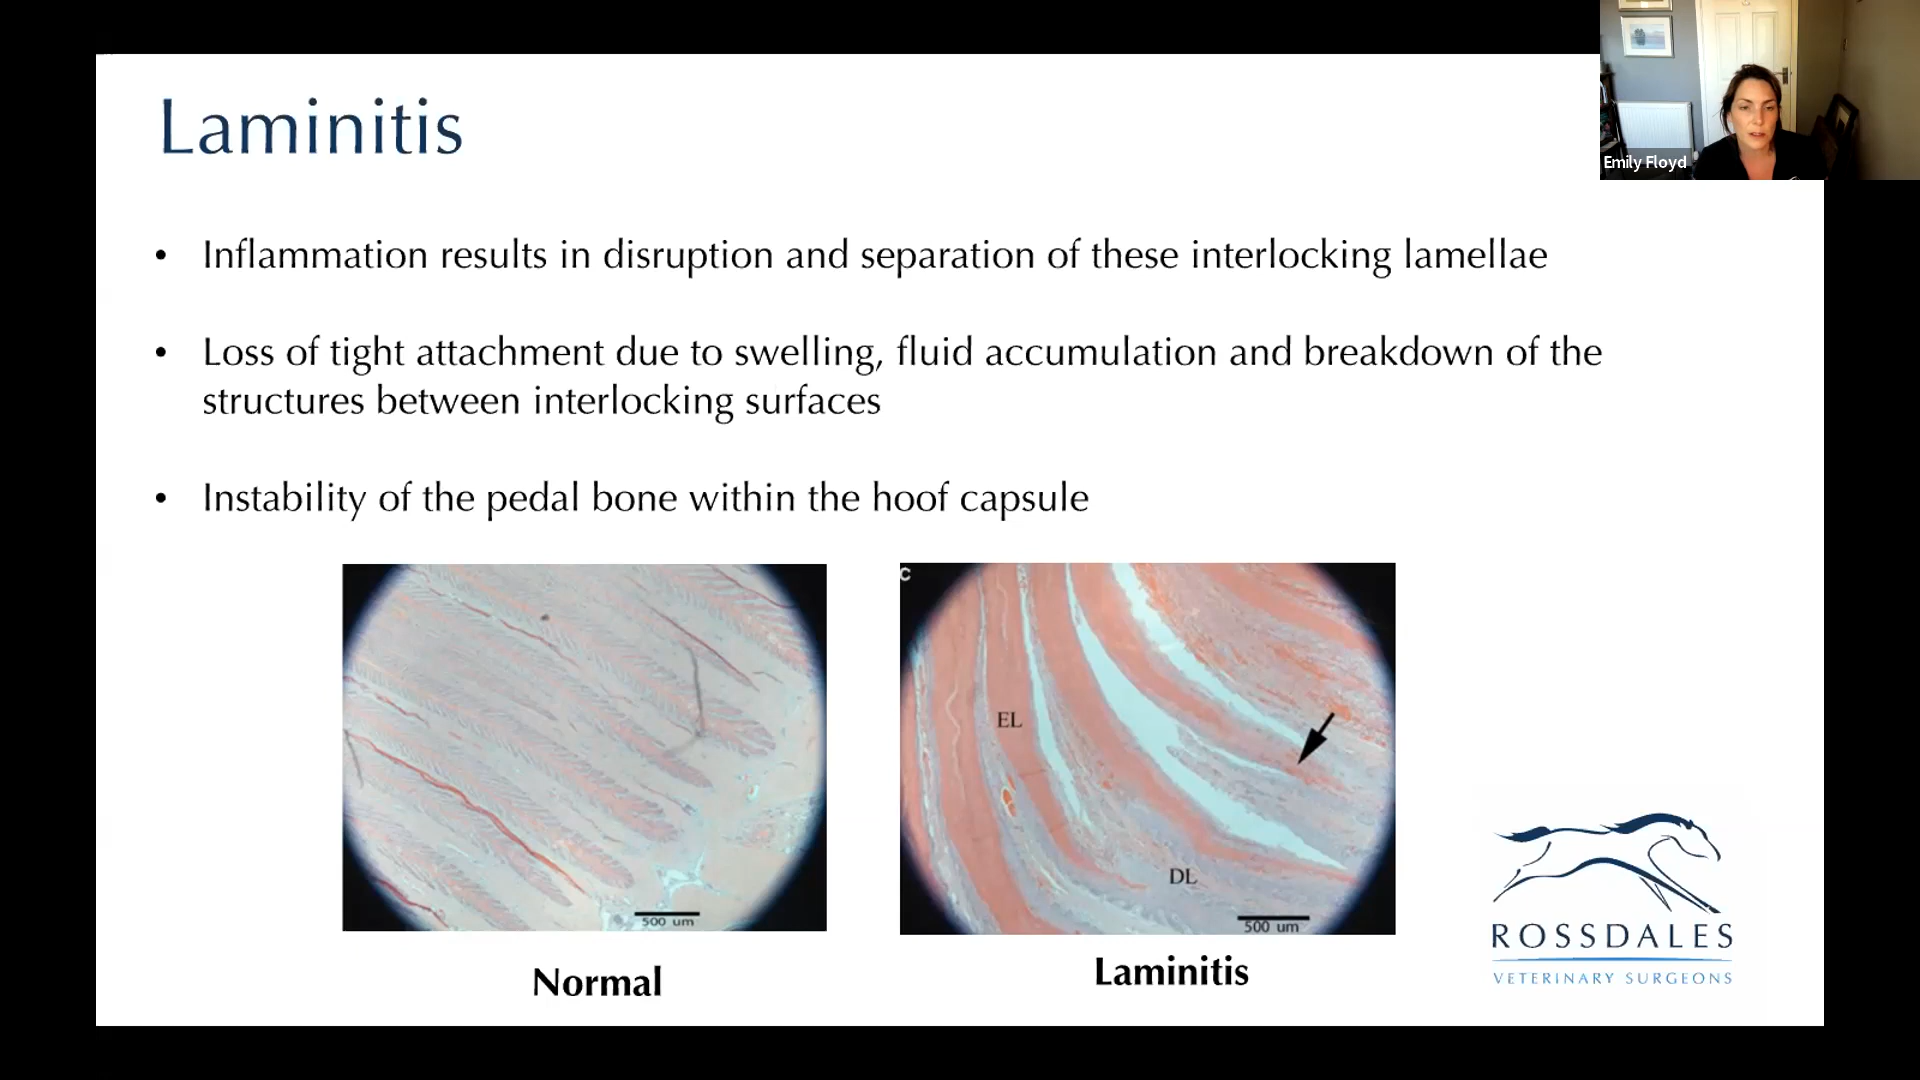 Laminitis
Emily Floyd
• Inflammation results in disruption and separation of these interlocking lamellae
• Loss of tight attachment due to swelling, fluid accumulation and breakdown of the
structures between interlocking surfaces
• Instability of the pedal bone within the hoof capsule
C
EL
DL
500 um
500 um
Normal
Laminitis
ROSSDALES
VETERINARY SURGEONS